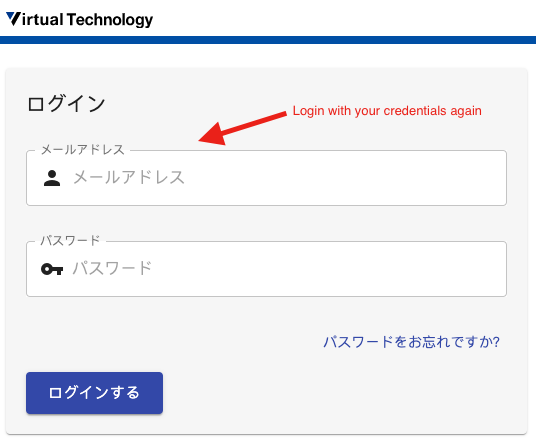 Virtual Technology
ログイン
Login with your credentials again
メールアドレス
メールアドレス
パスワード
パスワード
パスワードをお忘れですか?
ログインする